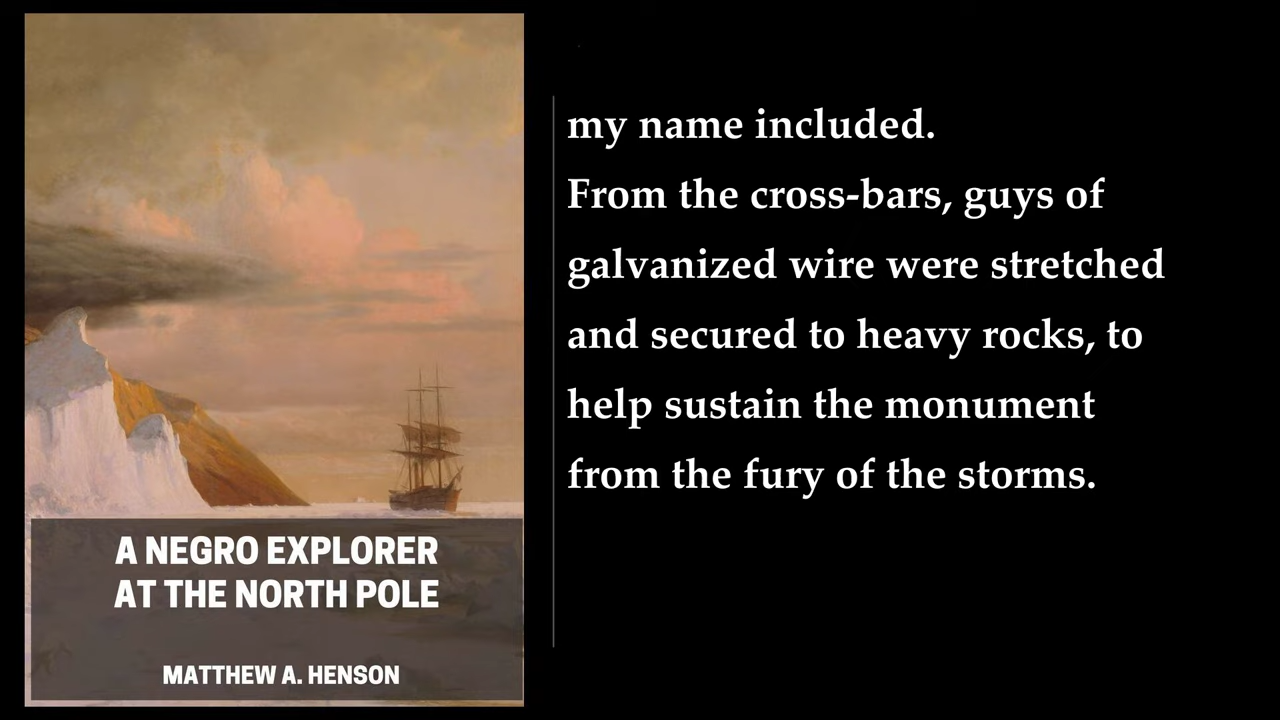 A NEGRO EXPLORER
AT THE NORTH POLE
MATTHEW A. HENSON
my name included.
From the cross-bars, guys of
galvanized wire were stretched
and secured to heavy rocks, to
help sustain the monument
from the fury of the storms.